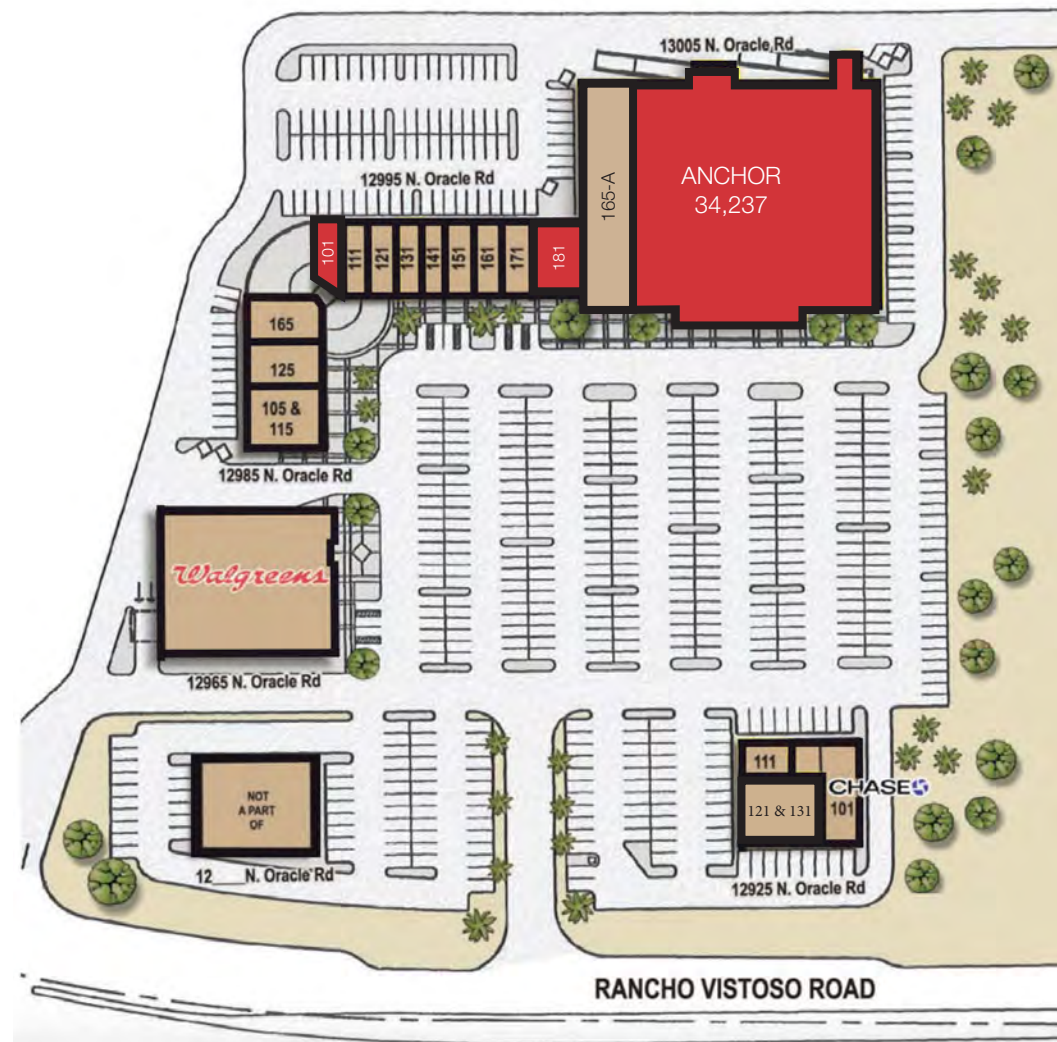 13005 N. Oracle Rd
ANCHOR
34,237
165-A
12995 N. Oracle Rd
101
111
121
131
141
151
161
171
181
165
125
105 &
115
12985 N. Oracle Rd
Walgreens
12965 N. Oracle Rd
111
CHASE
121 & 131
101
NOT
A PART
OF
12___N. Oracle Rd
12925 N. Oracle Rd
RANCHO VISTOSO ROAD